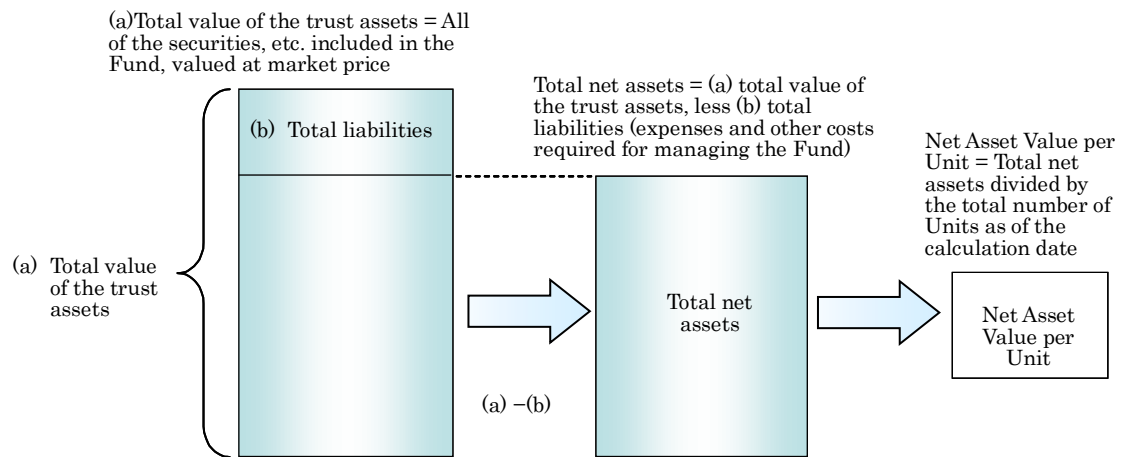 (a)Total value of the trust assets = All
of the securities, etc. included in the
Fund, valued at market price
(b) Total liabilities
(a) Total value
of the trust
assets
Total net assets = (a) total value of
the trust assets, less (b) total
liabilities (expenses and other costs
required for managing the Fund)
(a) –(b)
Total net
assets
Net Asset Value per
Unit = Total net
assets divided by
the total number of
Units as of the
calculation date
Net Asset
Value per
Unit